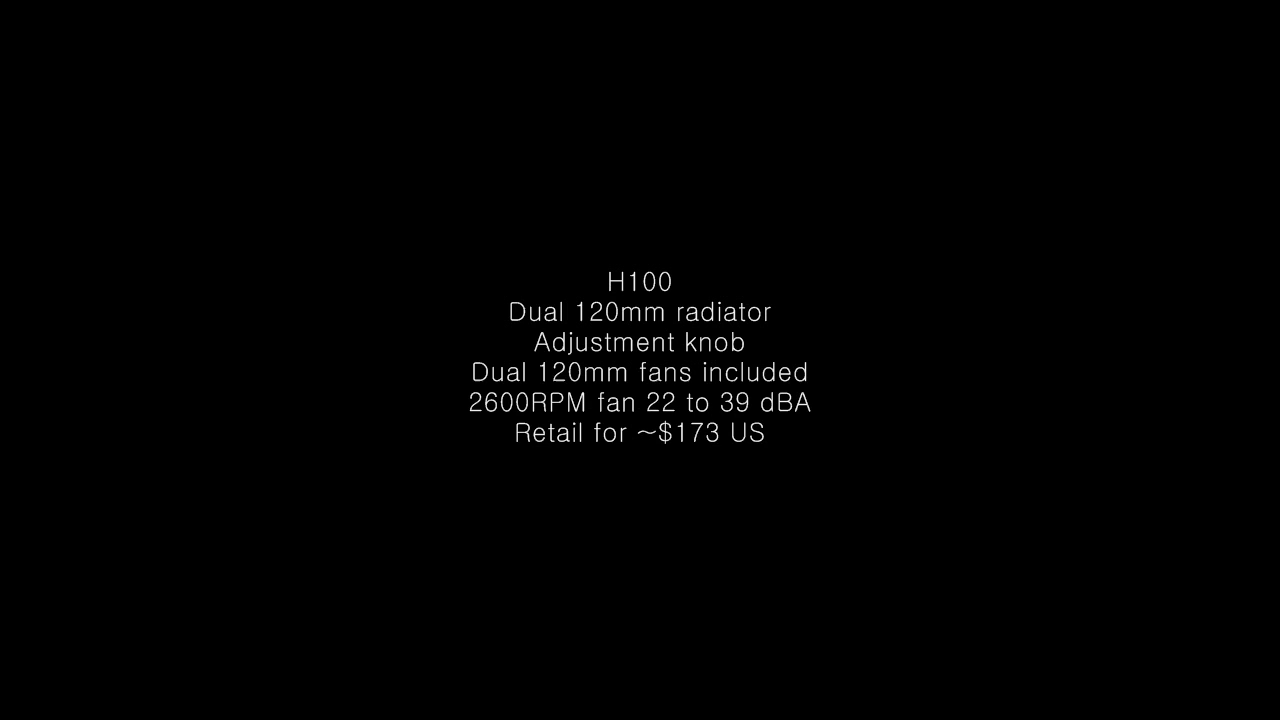 H100
Dual 120mm radiator
Adjustment knob
Dual 120mm fans included
2600RPM fan 22 to 39 dBA
Retail for ~$173 US